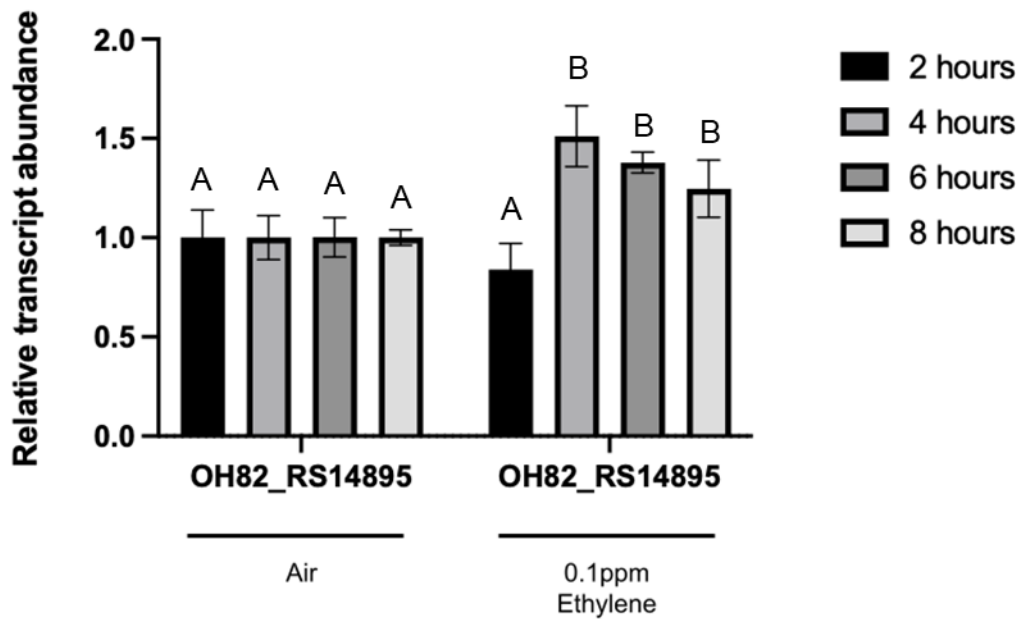 Relative transcript abundance
2.0
1.5
1.0
0.5
0.0
A
A
A
A
A
B
B
B
OH82_RS14895
OH82_RS14895
Air
0.1ppm
Ethylene
2 hours
4 hours
6 hours
8 hours